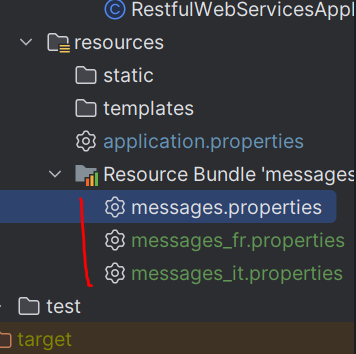 RestfulWebServicesAppl
resources
static
templates
application.properties
Resource Bundle 'messages
messages.properties
messages_fr.properties
messages_it.properties
test
target